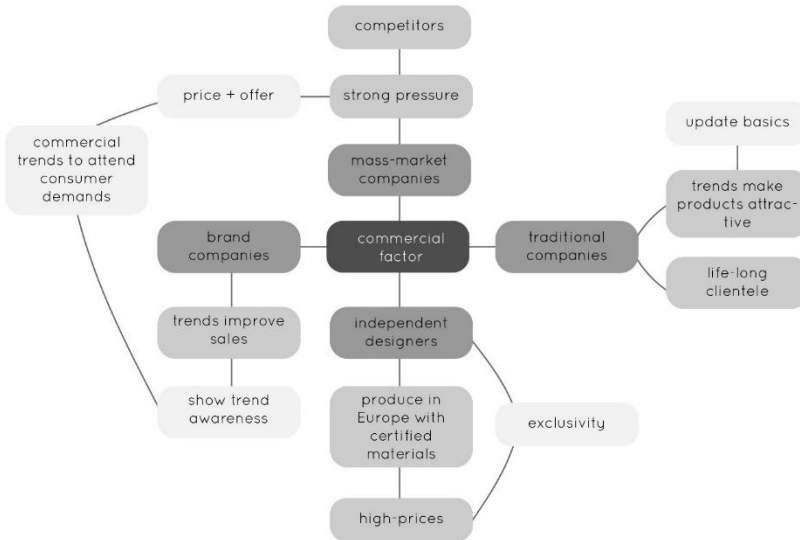 competitors
price + offer
strong pressure
commercial
trends to attend
consumer
demands
update basics
mass-market
companies
trends make
products attrac-
tive
brand
companies
commercial
factor
traditional
companies
life-long
clientele
trends improve
sales
independent
designers
show trend
awareness
produce in
Europe with
certified
materials
exclusivity
high-prices